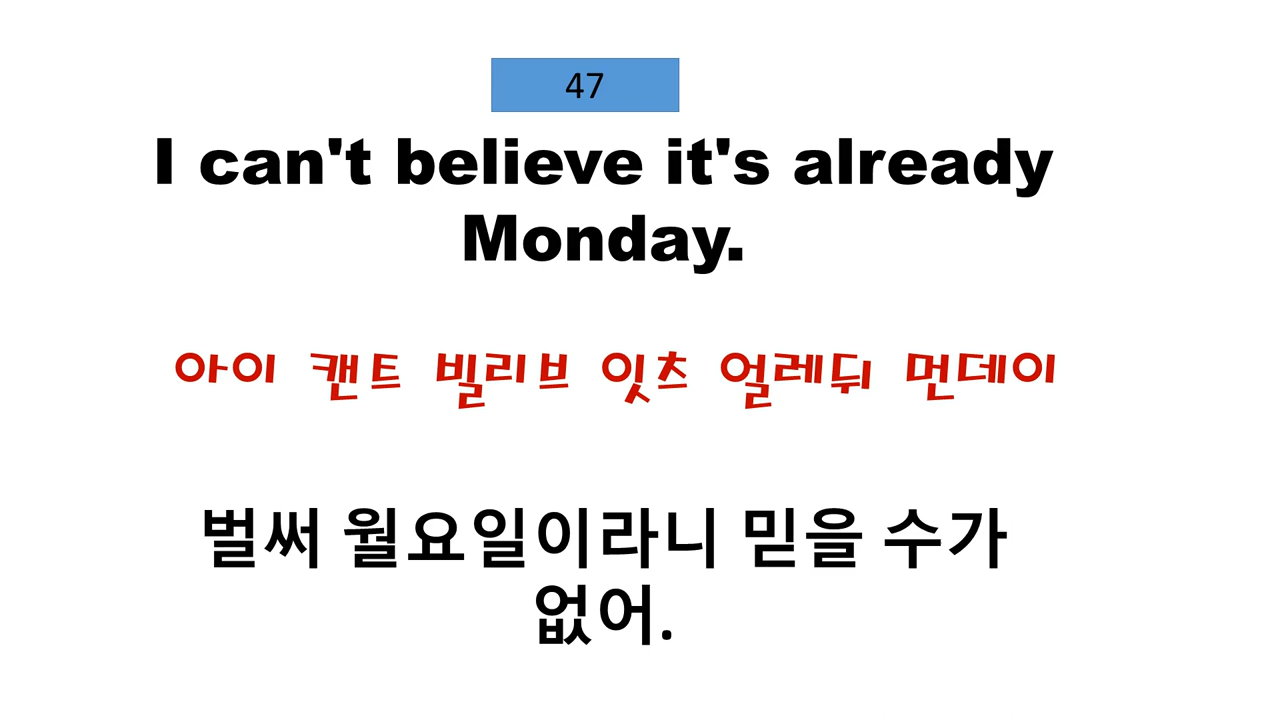 47
I can't believe it's already
Monday.
아이 캔트 빌리브 잇츠 얼레뒤 먼데이
벌써 월요일이라니 믿을 수가
없어.